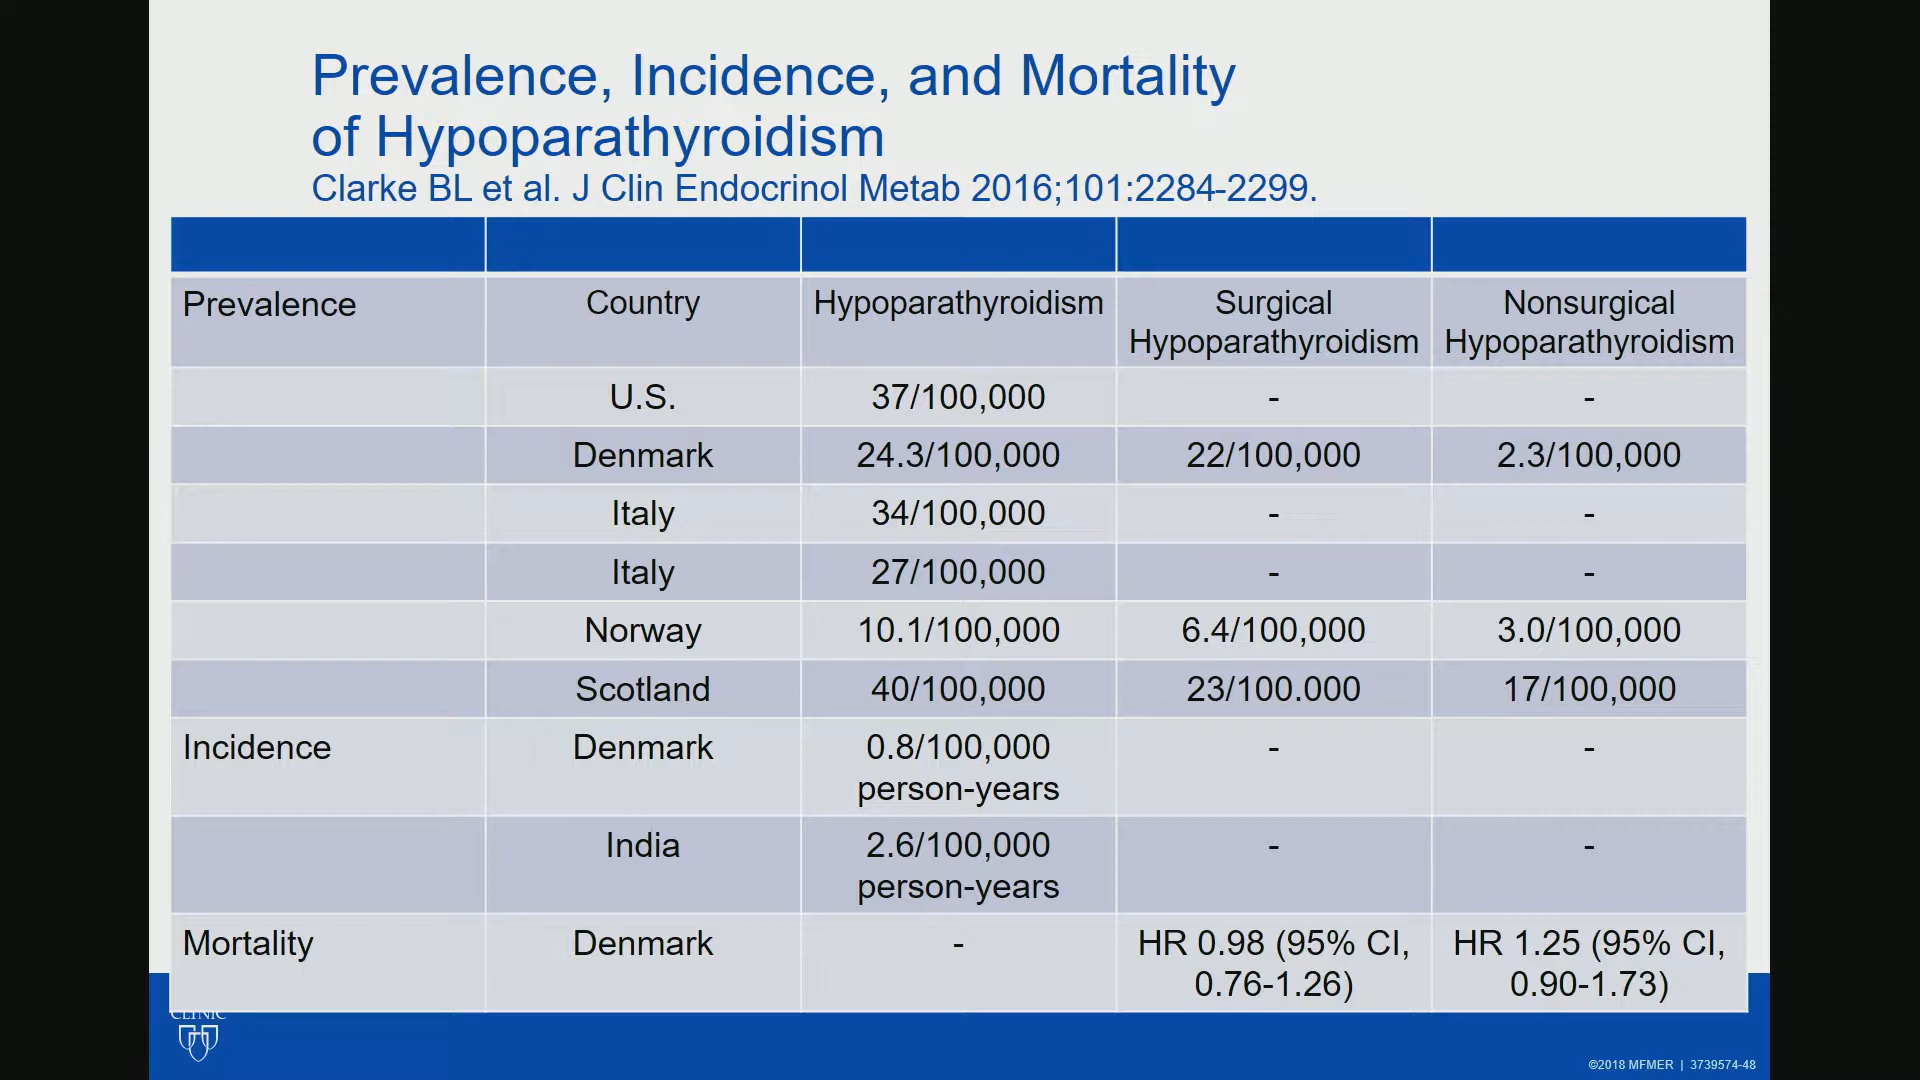 Prevalence, Incidence, and Mortality
of Hypoparathyroidism
Clarke BL et al. J Clin Endocrinol Metab 2016;101:2284-2299.
Prevalence Country Hypoparathyroidism Surgical Hypoparathyroidism Nonsurgical Hypoparathyroidism
U.S. 37/100,000 - -
Denmark 24.3/100,000 22/100,000 2.3/100,000
Italy 34/100,000 - -
Italy 27/100,000 - -
Norway 10.1/100,000 6.4/100,000 3.0/100,000
Scotland 40/100,000 23/100.000 17/100,000
Incidence Denmark 0.8/100,000 person-years - -
India 2.6/100,000 person-years - -
Mortality Denmark - HR 0.98 (95% CI, 0.76-1.26) HR 1.25 (95% CI, 0.90-1.73)
CLINIC
©2018 MFMER | 3739574-48